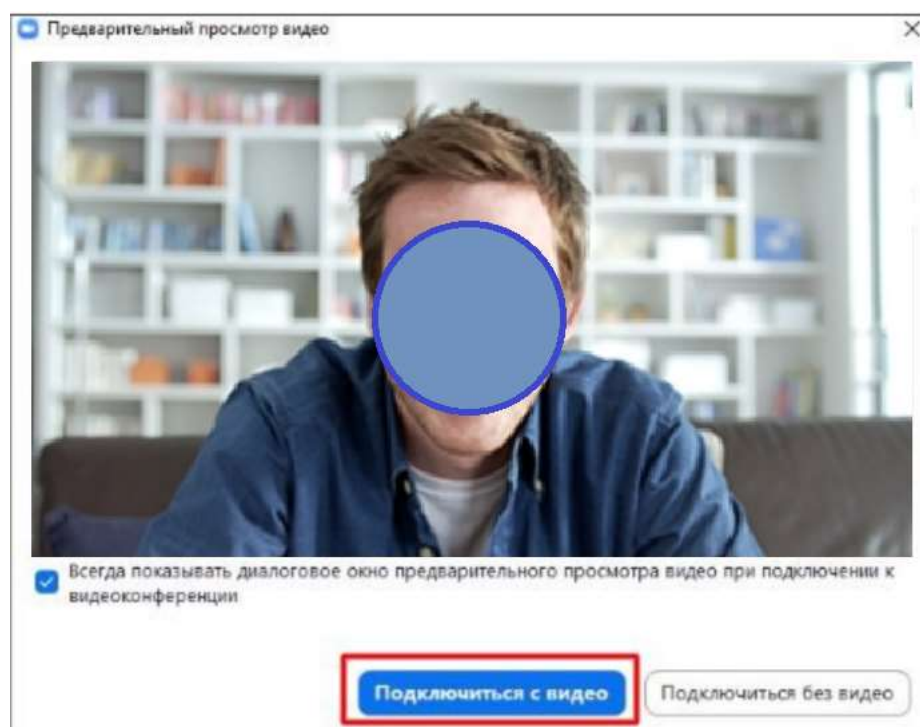 Предварительный просмотр видео
Всегда показывать диалоговое окно предварительного просмотра видео при подключении к
видеоконференции
Подключиться с видео
Подключиться без видео